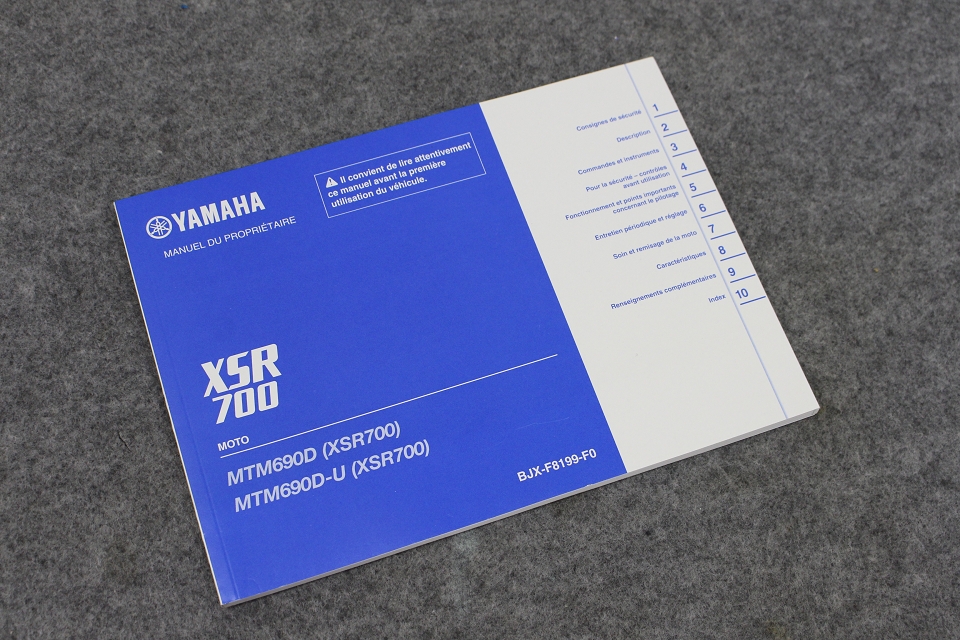 YAMAHA
MANUEL DU PROPRIÉTAIRE
⚠ Il convient de lire attentivement
ce manuel avant la première
utilisation du véhicule.
XSR
700
MOTO
MTM690D (XSR700)
MTM690D-U (XSR700)
BJX-F8199-F0
Consignes de sécurité 1
Description 2
Commandes et instruments 3
Pour la sécurité – contrôles
avant utilisation 4
Fonctionnement et points importants
concernant le pilotage 5
Entretien périodique et réglage 6
Soin et remisage de la moto 7
Caractéristiques 8
Renseignements complémentaires 9
Index 10